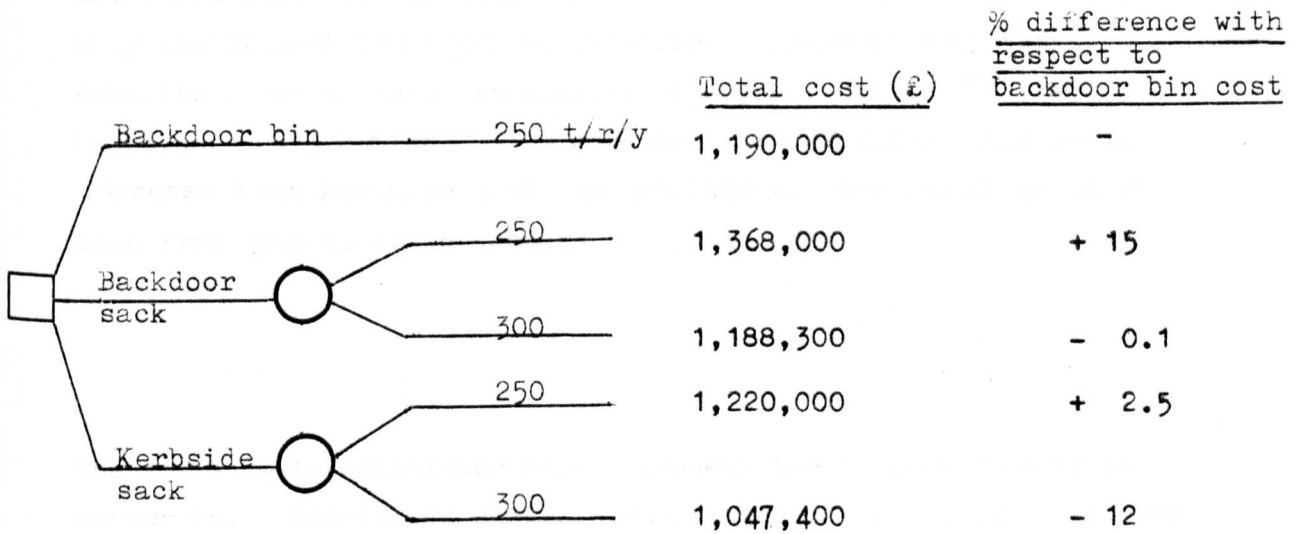 % difference with
respect to
Total cost (£) backdoor bin cost
Backdoor bin 250 t/r/y 1,190,000 -
250 1,368,000 + 15
Backdoor
sack
300 1,188,300 - 0.1
250 1,220,000 + 2.5
Kerbside
sack
300 1,047,400 - 12